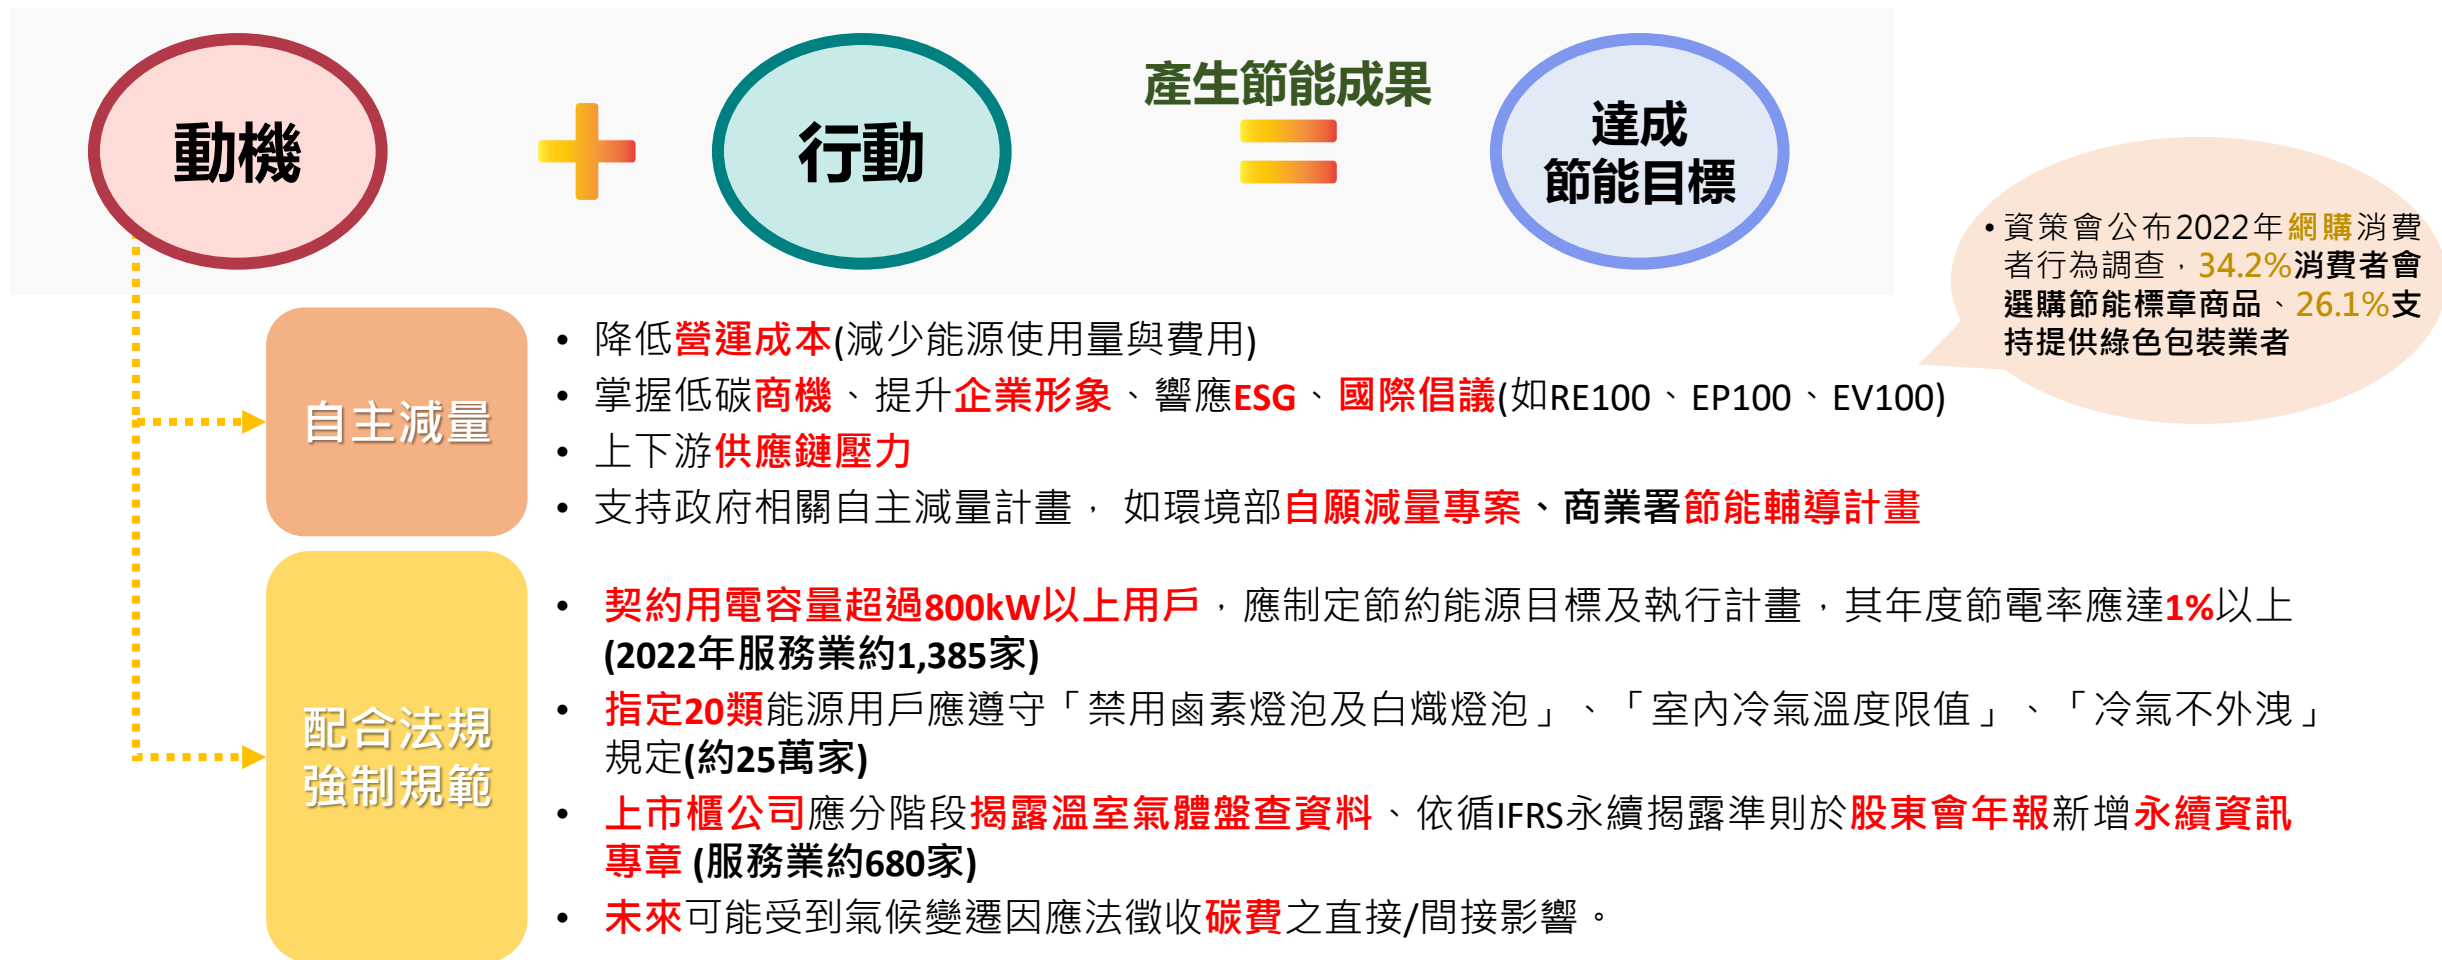 動機
行動
產生節能成果
達成
節能目標
• 資策會公布2022年網購消費
者行為調查，34.2%消費者會
選購節能標章商品、26.1%支
持提供綠色包裝業者
自主減量
• 降低營運成本(減少能源使用量與費用)
• 掌握低碳商機、提升企業形象、響應ESG、國際倡議(如RE100、EP100、EV100)
• 上下游供應鏈壓力
• 支持政府相關自主減量計畫， 如環境部自願減量專案、商業署節能輔導計畫
配合法規
強制規範
• 契約用電容量超過800kW以上用戶，應制定節約能源目標及執行計畫，其年度節電率應達1%以上
(2022年服務業約1,385家)
• 指定20類能源用戶應遵守「禁用鹵素燈泡及白熾燈泡」、「室內冷氣溫度限值」、「冷氣不外洩」
規定(約25萬家)
• 上市櫃公司應分階段揭露溫室氣體盤查資料、依循IFRS永續揭露準則於股東會年報新增永續資訊
專章 (服務業約680家)
• 未來可能受到氣候變遷因應法徵收碳費之直接/間接影響。